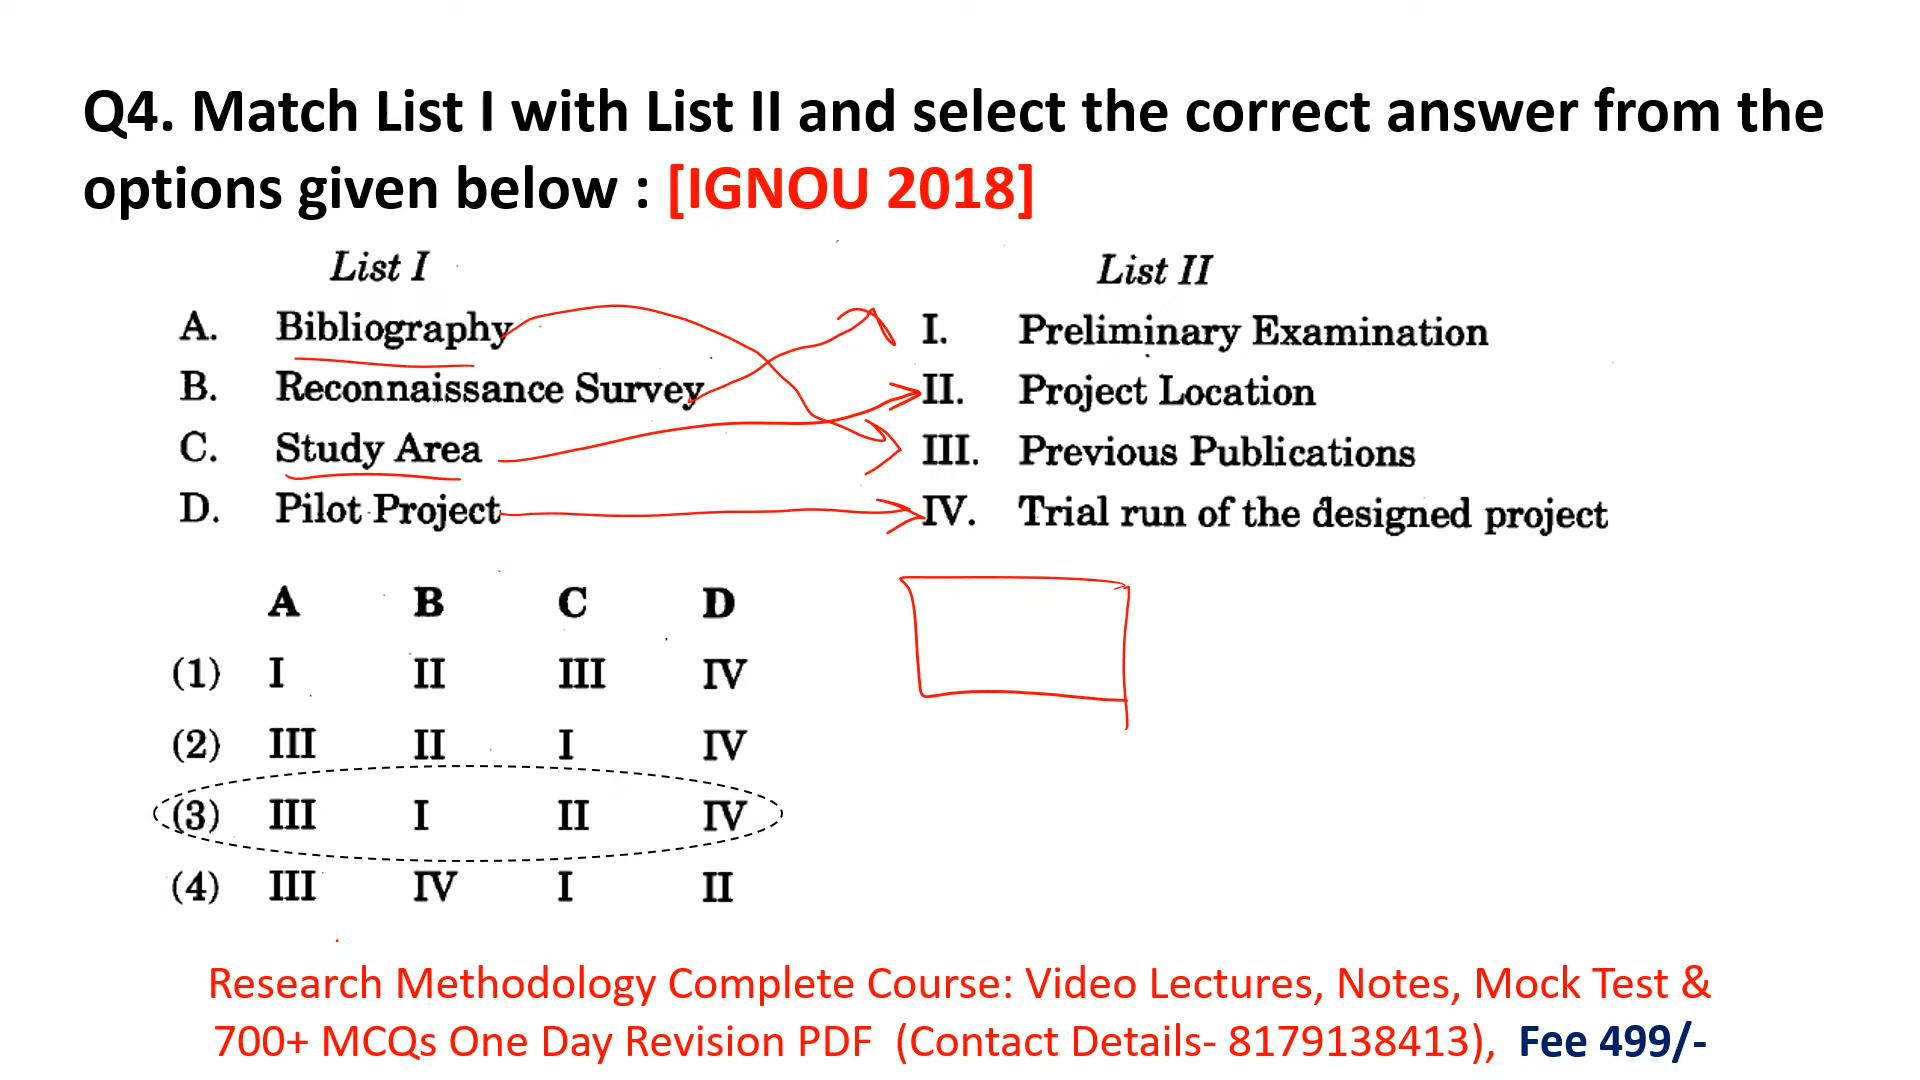 Q4. Match List I with List II and select the correct answer from the
options given below : [IGNOU 2018]
List I List II
A. Bibliography I. Preliminary Examination
B. Reconnaissance Survey II. Project Location
C. Study Area III. Previous Publications
D. Pilot Project IV. Trial run of the designed project
A B C D
(1) I II III IV
(2) III II I IV
(3) III I II IV
(4) III IV I II
Research Methodology Complete Course: Video Lectures, Notes, Mock Test &
700+ MCQs One Day Revision PDF (Contact Details- 8179138413), Fee 499/-